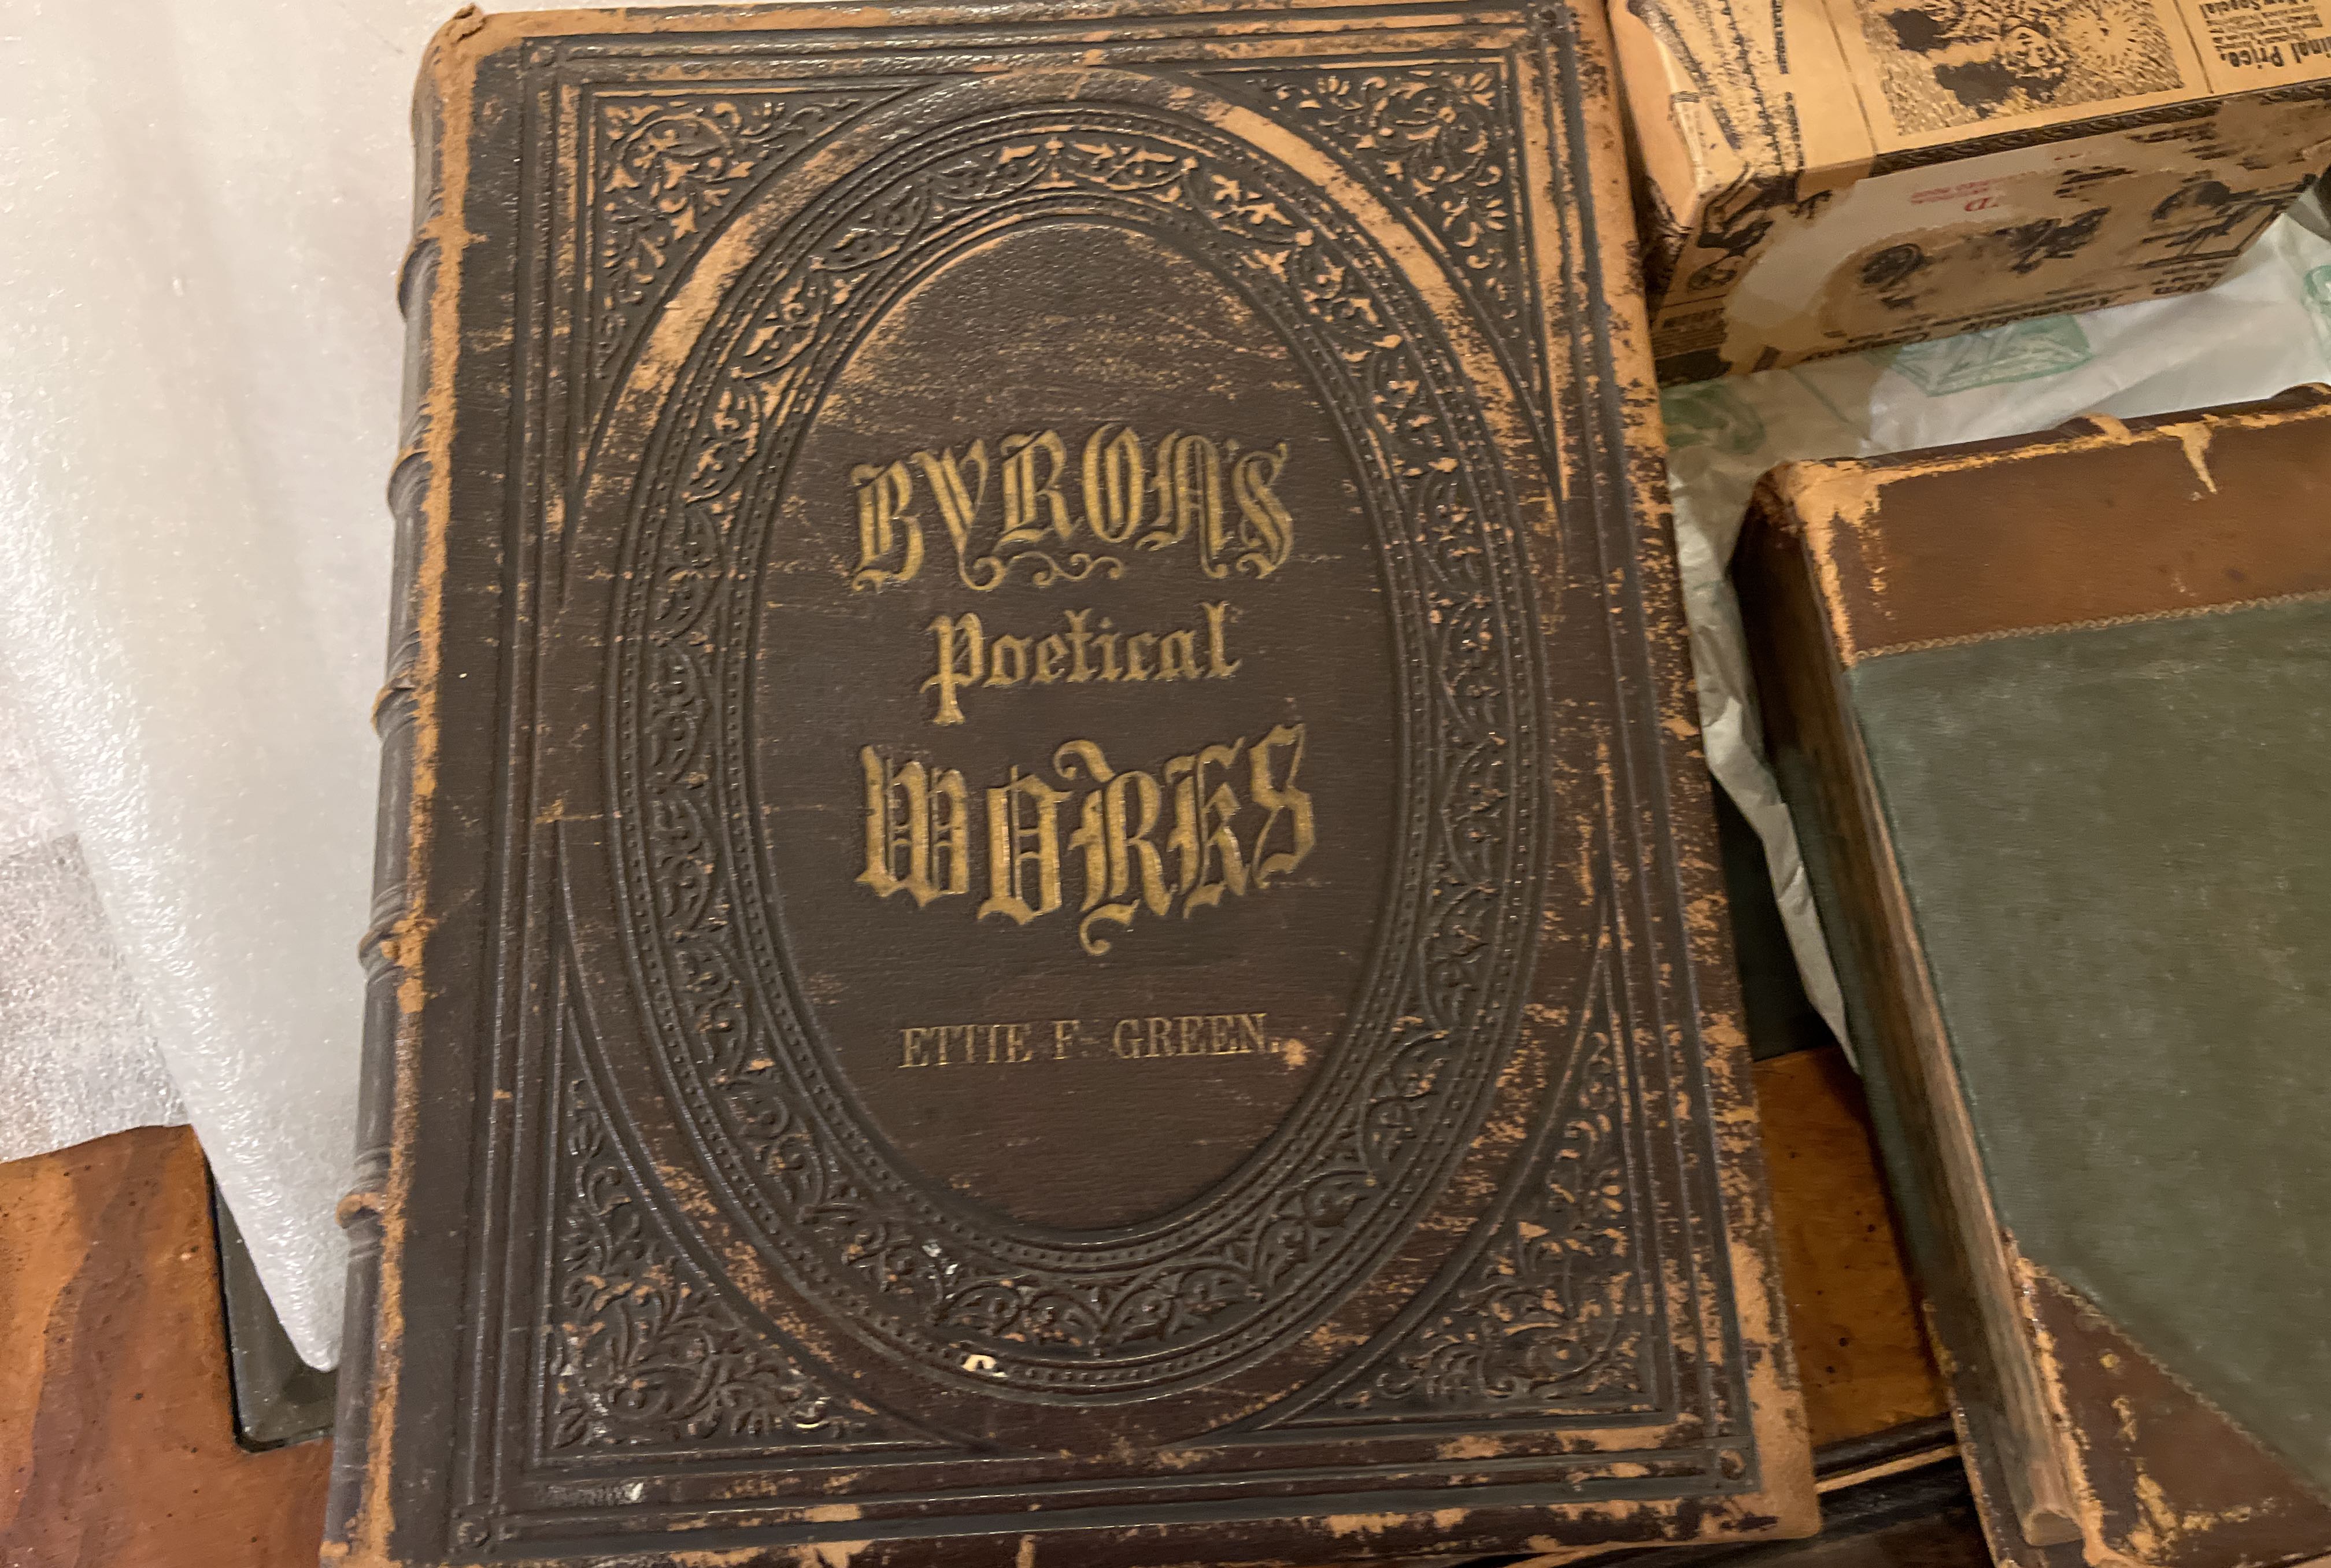 BYRON'S
Poetical
WORKS
ETTIE F. GREEN.